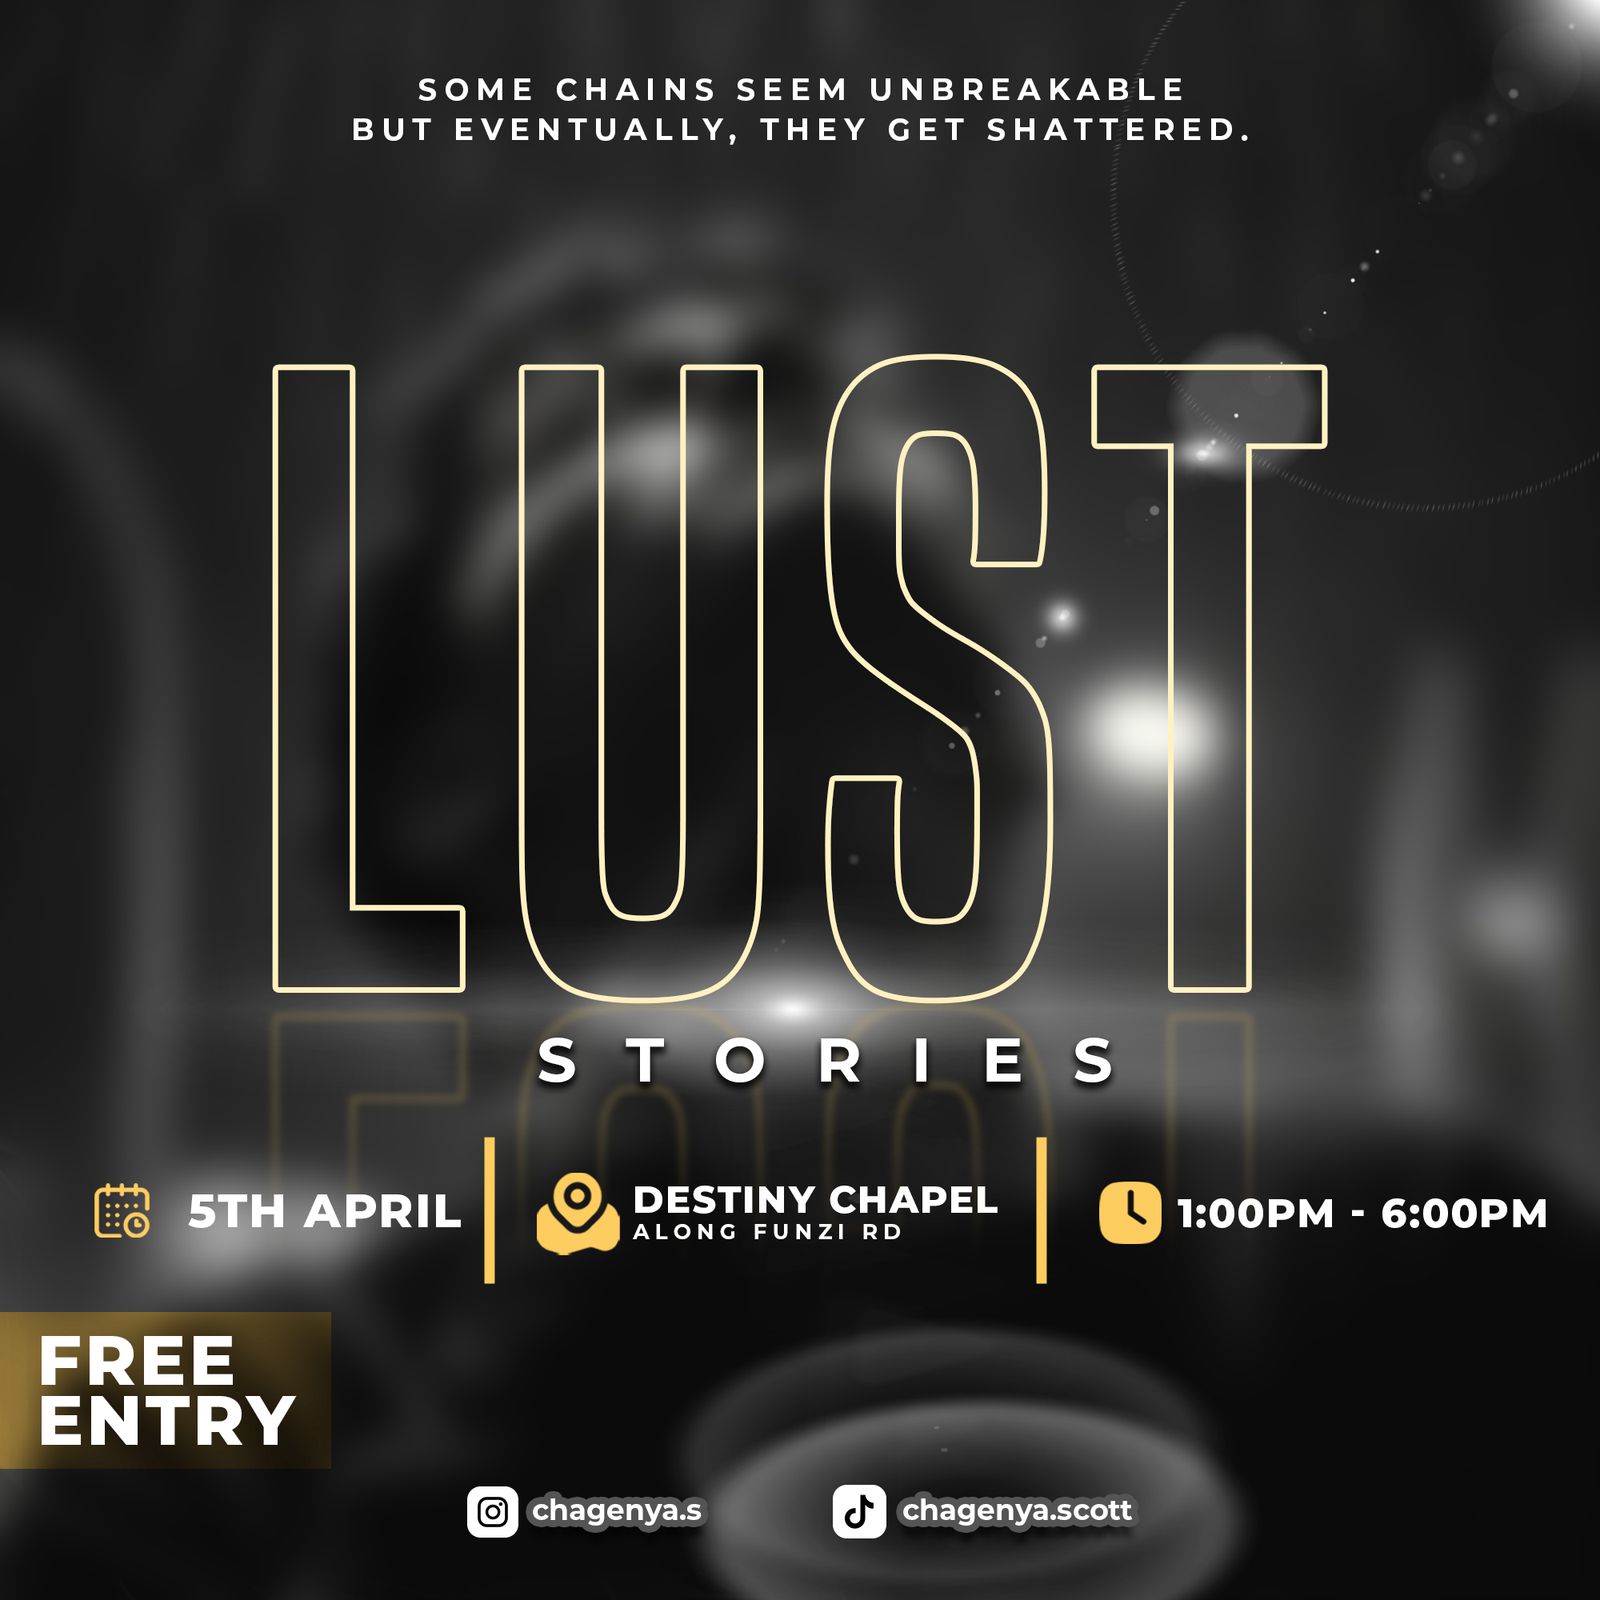 SOME CHAINS SEEM UNBREAKABLE
BUT EVENTUALLY, THEY GET SHATTERED.
LUST
STORIES
5TH APRIL
DESTINY CHAPEL
ALONG FUNZI RD
1:00PM - 6:00PM
FREE
ENTRY
chagenya.s
chagenya.scott